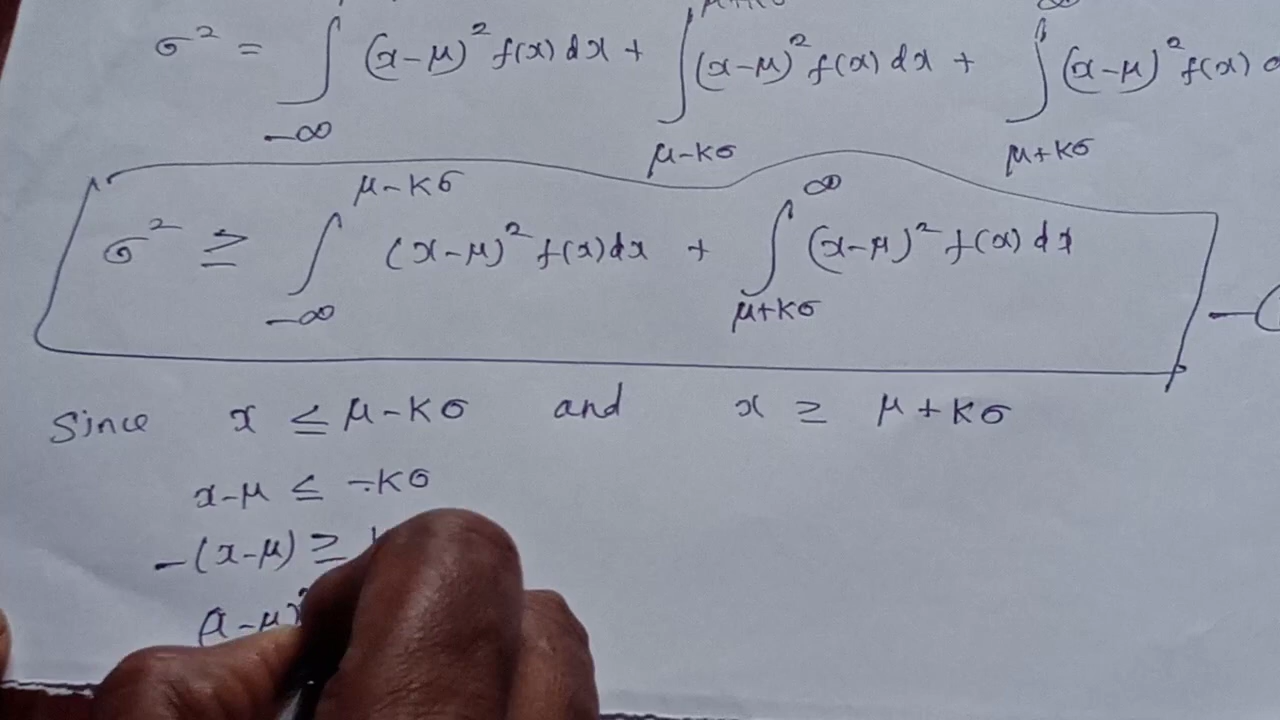 σ² = ∫_{-∞} (x-μ)² f(x) dx + ∫_{μ-kσ} (x-μ)² f(x) dx + ∫_{μ+kσ}^{∞} (x-μ)² f(x)
σ² ≥ ∫_{-∞}^{μ-kσ} (x-μ)² f(x) dx + ∫_{μ+kσ}^{∞} (x-μ)² f(x) dx
Since x ≤ μ-kσ and x ≥ μ+kσ
x-μ ≤ -kσ
-(x-μ) ≥
(x-μ)²